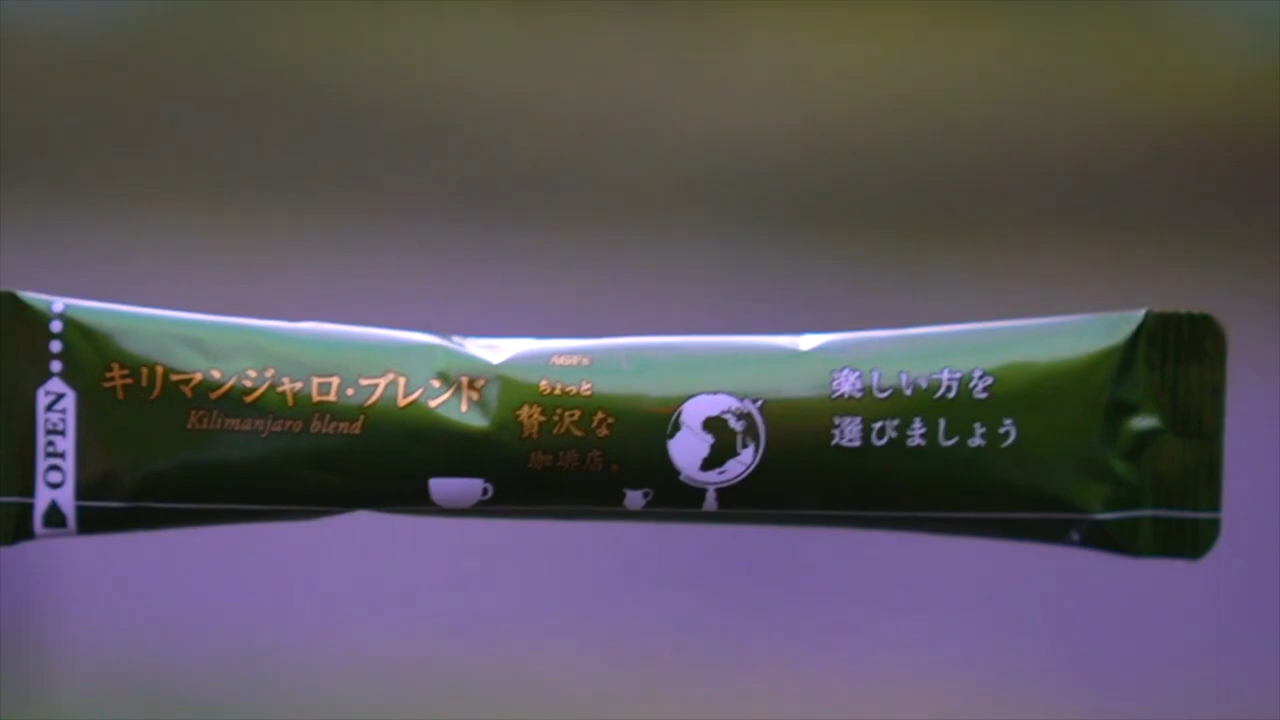 OPEN
キリマンジャロ・ブレンド
Kilimanjaro blend
AGF's
ちょっと
贅沢な
珈琲店。
楽しい方を
選びましょう